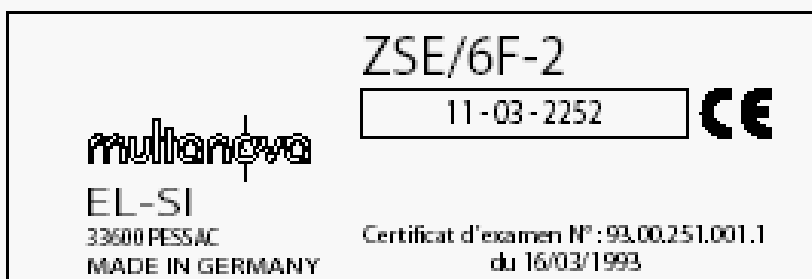 ZSE/6F-2
11-03-2252
CE
multanova
EL-SI
33600 PESSAC
MADE IN GERMANY
Certificat d'examen N° : 93.00.251.001.1
du 16/03/1993